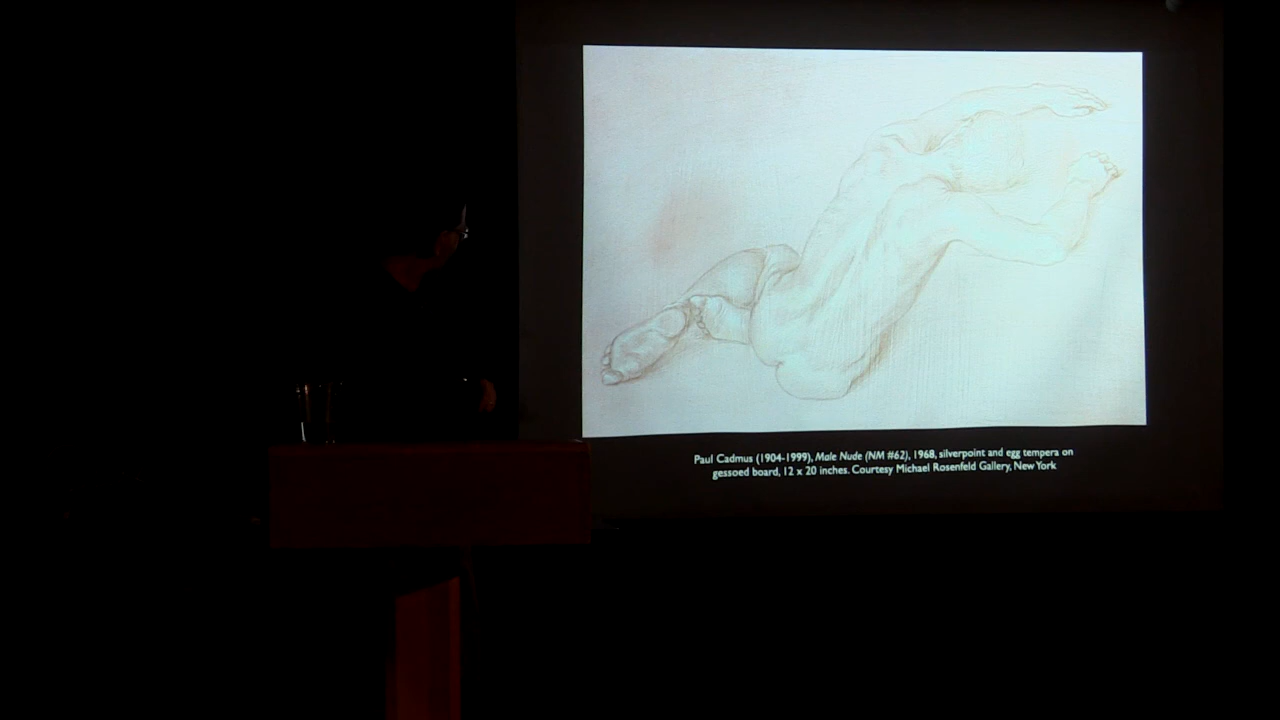 Paul Cadmus (1904-1999), Male Nude (NM #62), 1968, silverpoint and egg tempera on
gessoed board, 12 x 20 inches. Courtesy Michael Rosenfeld Gallery, New York